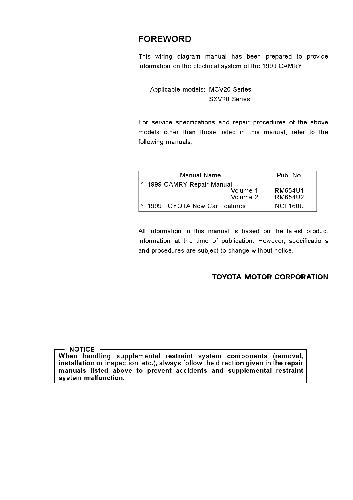 FOREWORD
This wiring diagram manual has been prepared to provide
information on the electrical system of the 1999 CAMRY.
Applicable models: MCV20 Series
SXV20 Series
For service specifications and repair procedures of the above
models other than those listed in this manual, refer to the
following manuals.
Manual Name Pub. No.
1999 CAMRY Repair Manual
Volume 1 RM654U1
Volume 2 RM654U2
1999 TOYOTA New Car Features
All information in this manual is based on the latest product
information at the time of publication. However, specifications
and procedures are subject to change without notice.
TOYOTA MOTOR CORPORATION
NOTICE
When handling supplemental restraint system components (removal,
installation or inspection, etc.), always follow the direction given in the repair
manuals listed above to prevent accidents and supplemental restraint
system malfunction.